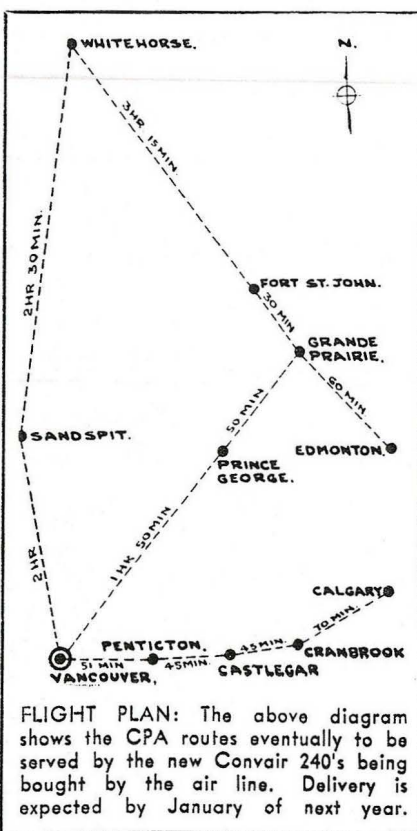 WHITEHORSE.
N.
3HR 15MIN.
2HR 30MIN.
FORT ST. JOHN.
30 MIN
GRANDE
PRAIRIE.
50 MIN
60 MIN.
SANDSPIT.
PRINCE
GEORGE.
EDMONTON.
1 HR 50MIN
2HR
CALGARY
70 MIN.
PENTICTON.
45MIN.
CRANBROOK
51 MIN
45MIN.
CASTLEGAR
VANCOUVER.
FLIGHT PLAN: The above diagram
shows the CPA routes eventually to be
served by the new Convair 240's being
bought by the air line. Delivery is
expected by January of next year.